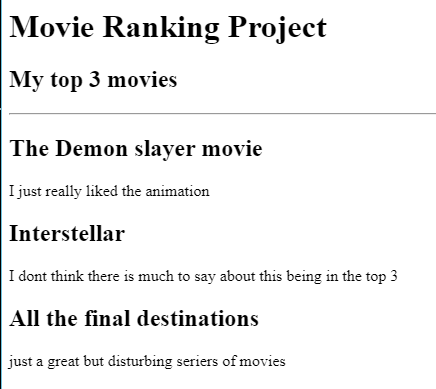 Movie Ranking Project
My top 3 movies
The Demon slayer movie
I just really liked the animation
Interstellar
I dont think there is much to say about this being in the top 3
All the final destinations
just a great but disturbing seriers of movies